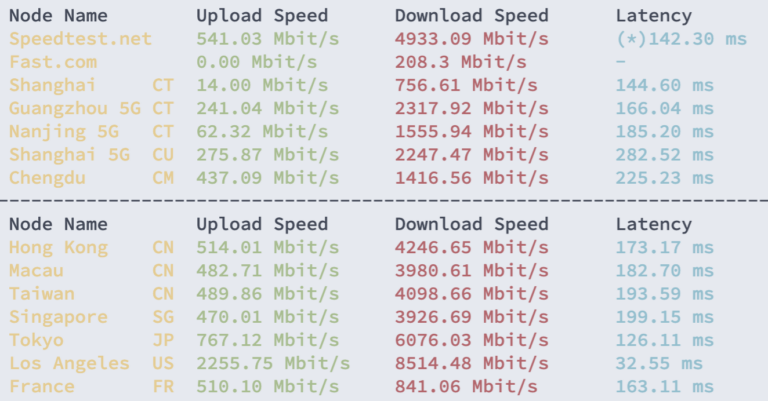 Node Name Upload Speed Download Speed Latency
Speedtest.net 541.03 Mbit/s 4933.09 Mbit/s (*)142.30 ms
Fast.com 0.00 Mbit/s 208.3 Mbit/s -
Shanghai CT 14.00 Mbit/s 756.61 Mbit/s 144.60 ms
Guangzhou 5G CT 241.04 Mbit/s 2317.92 Mbit/s 166.04 ms
Nanjing 5G CT 62.32 Mbit/s 1555.94 Mbit/s 185.20 ms
Shanghai 5G CU 275.87 Mbit/s 2247.47 Mbit/s 282.52 ms
Chengdu CM 437.09 Mbit/s 1416.56 Mbit/s 225.23 ms
Node Name Upload Speed Download Speed Latency
Hong Kong CN 514.01 Mbit/s 4246.65 Mbit/s 173.17 ms
Macau CN 482.71 Mbit/s 3980.61 Mbit/s 182.70 ms
Taiwan CN 489.86 Mbit/s 4098.66 Mbit/s 193.59 ms
Singapore SG 470.01 Mbit/s 3926.69 Mbit/s 199.15 ms
Tokyo JP 767.12 Mbit/s 6076.03 Mbit/s 126.11 ms
Los Angeles US 2255.75 Mbit/s 8514.48 Mbit/s 32.55 ms
France FR 510.10 Mbit/s 841.06 Mbit/s 163.11 ms